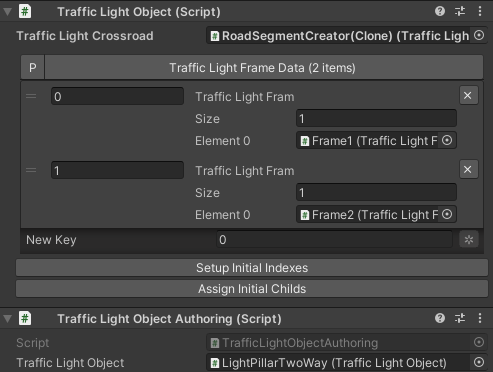 Traffic Light Object (Script)
Traffic Light Crossroad RoadSegmentCreator(Clone) (Traffic Ligh
P Traffic Light Frame Data (2 items)
0 Traffic Light Fram
Size 1
Element 0 Frame1 (Traffic Light F
1 Traffic Light Fram
Size 1
Element 0 Frame2 (Traffic Light F
New Key 0
Setup Initial Indexes
Assign Initial Childs
Traffic Light Object Authoring (Script)
Script TrafficLightObjectAuthoring
Traffic Light Object LightPillarTwoWay (Traffic Light Object)